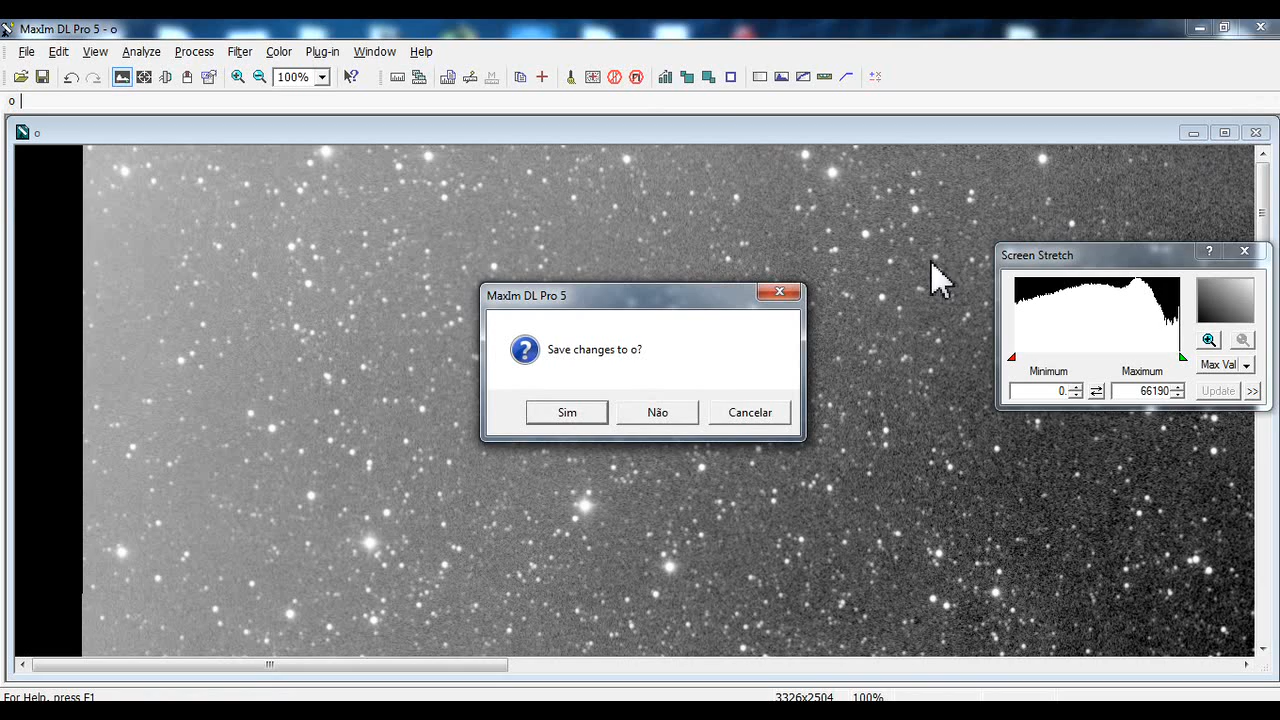 MaxIm DL Pro 5 - o
File Edit View Analyze Process Filter Color Plug-in Window Help
100%
o
o
Screen Stretch
MaxIm DL Pro 5
Save changes to o?
Sim Não Cancelar
Max Val
Minimum Maximum
0. 66190 Update >>
For Help, press F1 3326x2504 100%